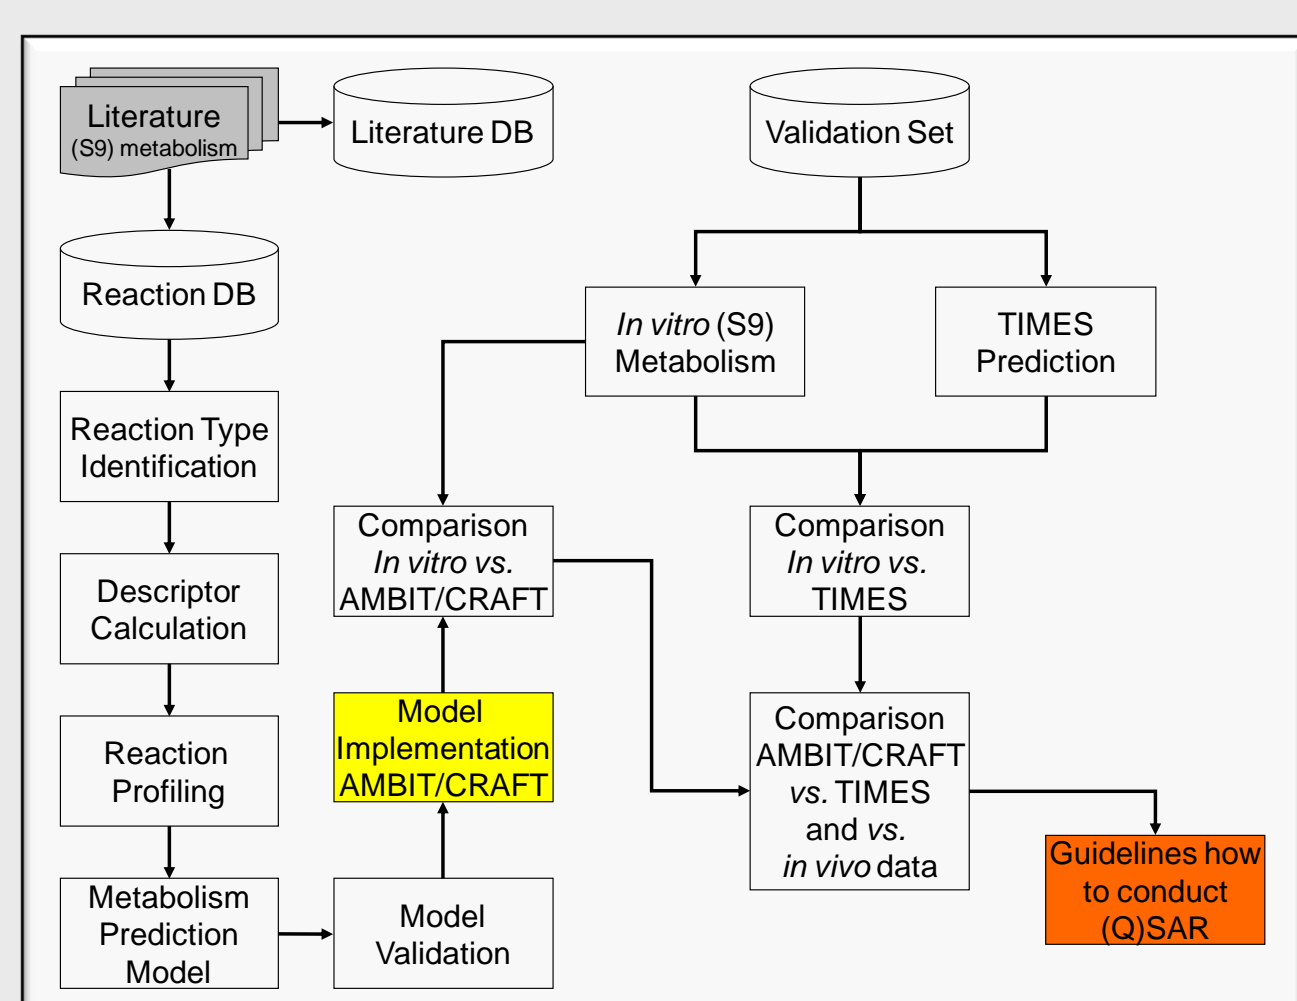 Literature
(S9) metabolism
Literature DB
Validation Set
Reaction DB
In vitro (S9)
Metabolism
TIMES
Prediction
Reaction Type
Identification
Comparison
In vitro vs.
AMBIT/CRAFT
Comparison
In vitro vs.
TIMES
Descriptor
Calculation
Model
Implementation
AMBIT/CRAFT
Comparison
AMBIT/CRAFT
vs. TIMES
and vs.
in vivo data
Reaction
Profiling
Guidelines how
to conduct
(Q)SAR
Metabolism
Prediction
Model
Model
Validation